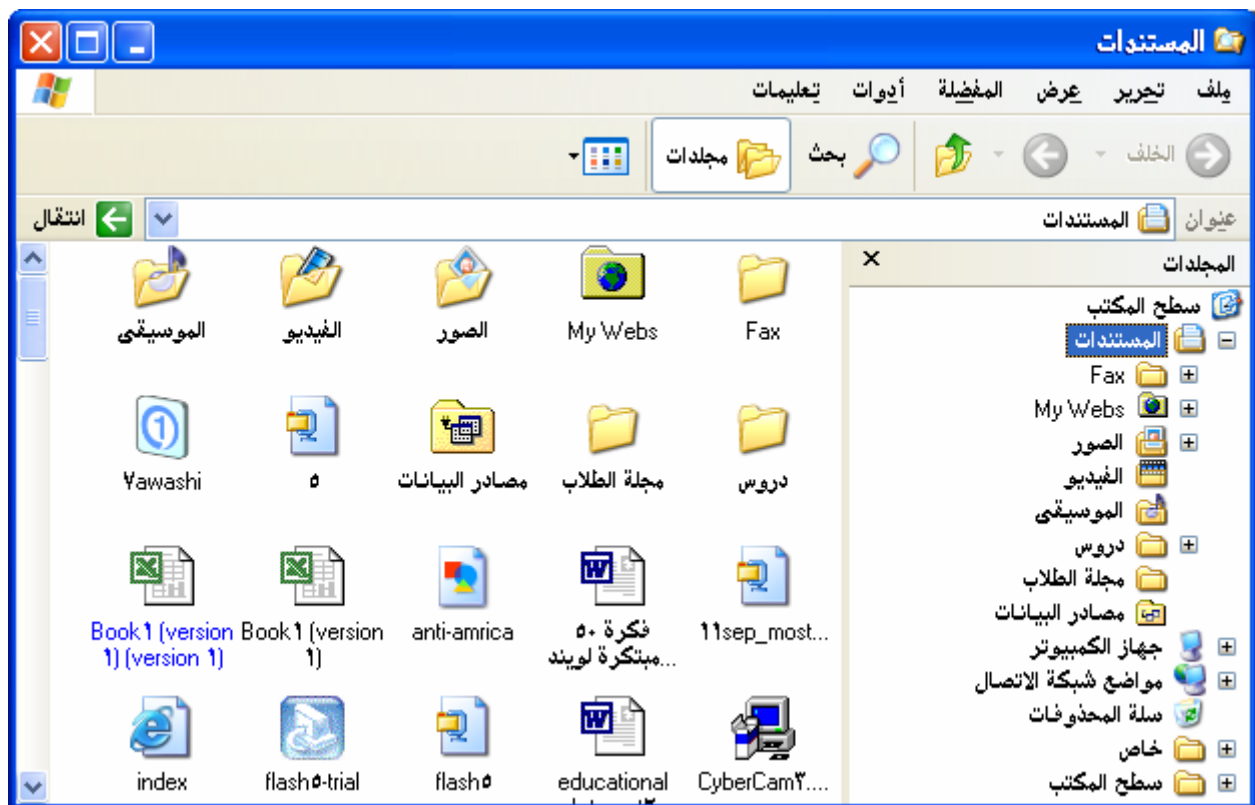 المستندات
ملف تحرير عرض المفضلة أدوات تعليمات
الخلف بحث مجلدات
عنوان المستندات انتقال
المجلدات
سطح المكتب
المستندات
Fax
My Webs
الصور
الفيديو
الموسيقى
دروس
مجلة الطلاب
مصادر البيانات
جهاز الكمبيوتر
مواضع شبكة الاتصال
سلة المحذوفات
خاص
سطح المكتب
Fax
My Webs
الصور
الفيديو
الموسيقى
دروس
مجلة الطلاب
مصادر البيانات
٥
٧awashi
١١sep_most...
فكرة ٥٠
مبتكرة لويند...
anti-amrica
Book١ (version
١)
Book١ (version
١) (version ١)
CyberCam٣....
educational
flash٥
flash٥-trial
index